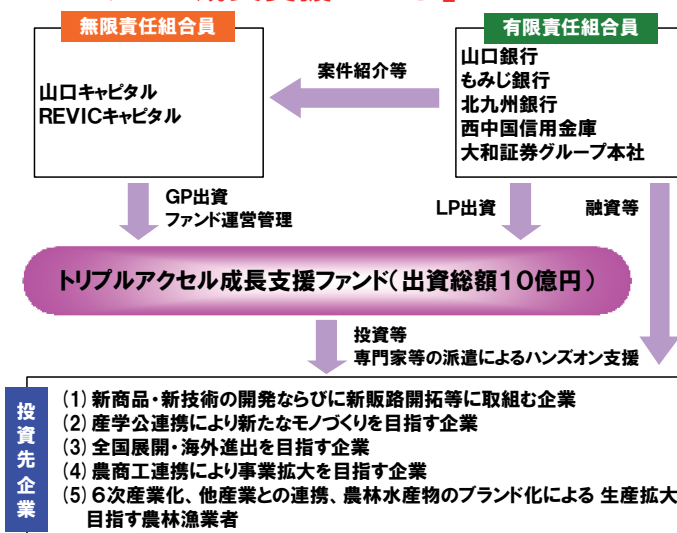 無限責任組合員
山口キャピタル
REVICキャピタル
案件紹介等
有限責任組合員
山口銀行
もみじ銀行
北九州銀行
西中国信用金庫
大和証券グループ本社
GP出資
ファンド運営管理
LP出資
融資等
トリプルアクセル成長支援ファンド(出資総額10億円)
投資等
専門家等の派遣によるハンズオン支援
投資先企業
(1)新商品・新技術の開発ならびに新販路開拓等に取組む企業
(2)産学公連携により新たなモノづくりを目指す企業
(3)全国展開・海外進出を目指す企業
(4)農商工連携により事業拡大を目指す企業
(5)6次産業化、他産業との連携、農林水産物のブランド化による 生産拡大
目指す農林漁業者